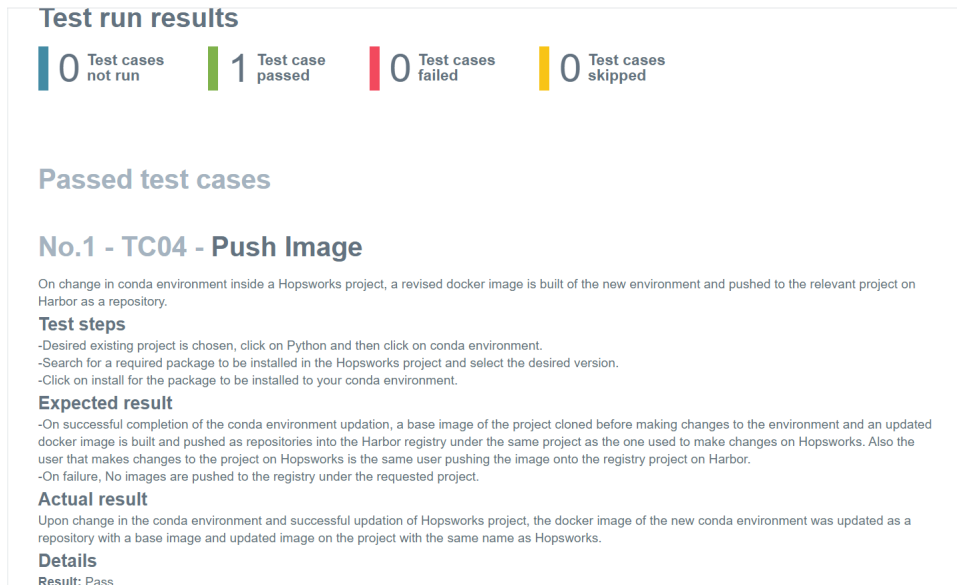 Test run results
0 Test cases not run
1 Test case passed
0 Test cases failed
0 Test cases skipped
Passed test cases
No.1 - TC04 - Push Image
On change in conda environment inside a Hopsworks project, a revised docker image is built of the new environment and pushed to the relevant project on
Harbor as a repository.
Test steps
-Desired existing project is chosen, click on Python and then click on conda environment.
-Search for a required package to be installed in the Hopsworks project and select the desired version.
-Click on install for the package to be installed to your conda environment.
Expected result
-On successful completion of the conda environment updation, a base image of the project cloned before making changes to the environment and an updated
docker image is built and pushed as repositories into the Harbor registry under the same project as the one used to make changes on Hopsworks. Also the
user that makes changes to the project on Hopsworks is the same user pushing the image onto the registry project on Harbor.
-On failure, No images are pushed to the registry under the requested project.
Actual result
Upon change in the conda environment and successful updation of Hopsworks project, the docker image of the new conda environment was updated as a
repository with a base image and updated image on the project with the same name as Hopsworks.
Details
Result: Pass